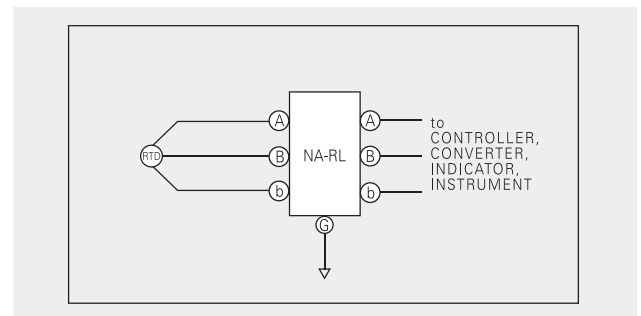 A
A
to
CONTROLLER,
RTD
B
NA-RL
B
CONVERTER,
INDICATOR,
b
b
INSTRUMENT
G